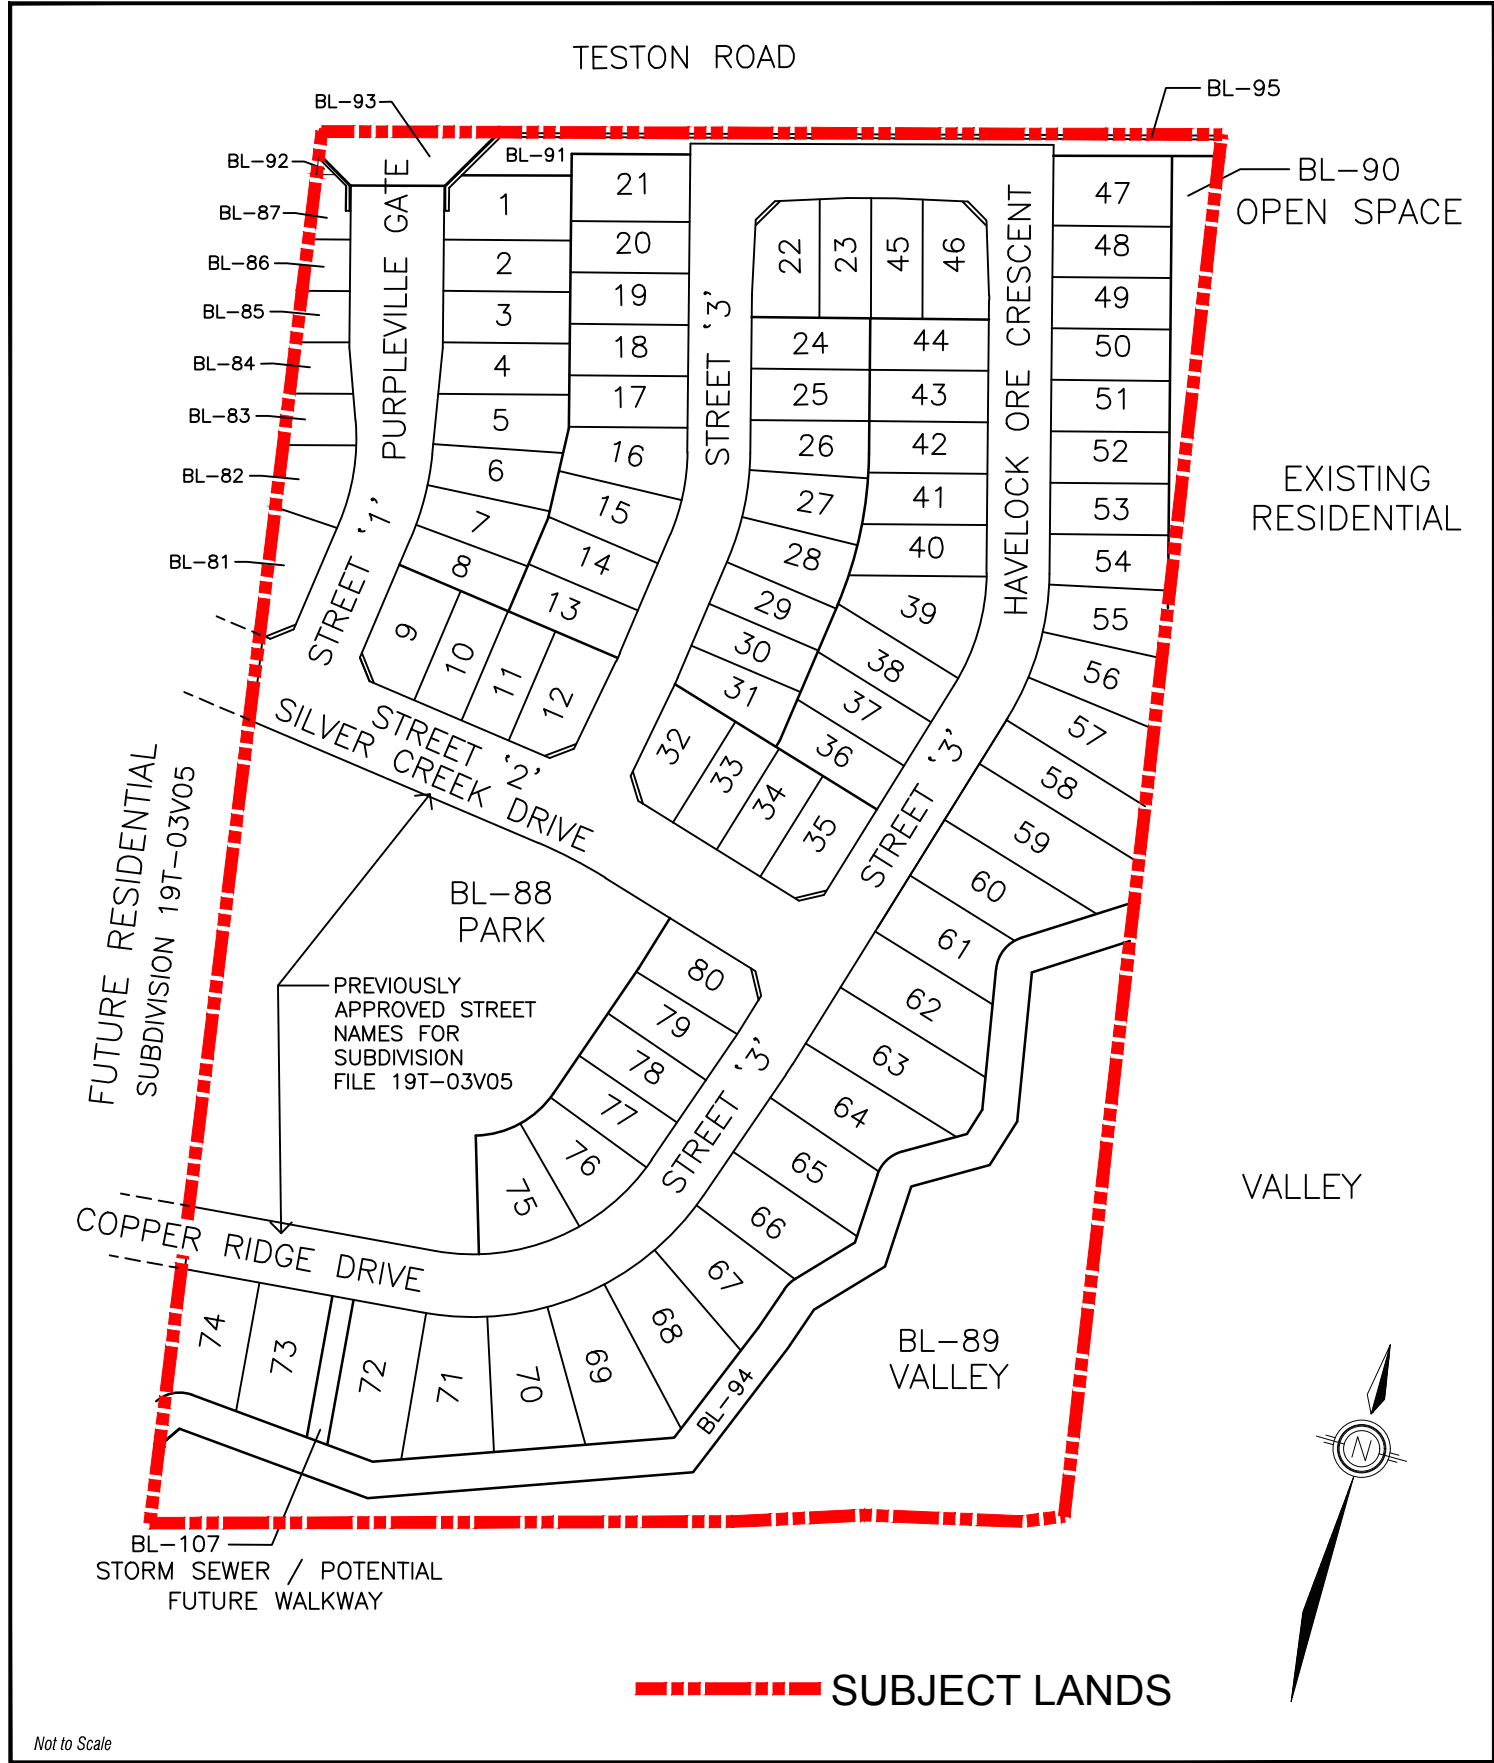 TESTON ROAD
BL-93
BL-95
BL-92
BL-91
BL-90
OPEN SPACE
BL-87
BL-86
BL-85
BL-84
BL-83
BL-82
BL-81
PURPLEVILLE GATE
STREET '1'
1
2
3
4
5
6
7
8
9
10
11
12
13
14
15
16
17
18
19
20
21
STREET '3'
22
23
45
46
24
44
25
43
26
42
27
41
28
40
29
39
30
38
31
37
36
32
33
34
35
HAVELOCK ORE CRESCENT
STREET '3'
47
48
49
50
51
52
53
54
55
56
57
58
59
60
61
62
63
64
65
66
67
68
69
70
71
72
73
74
EXISTING
RESIDENTIAL
STREET '2'
SILVER CREEK DRIVE
FUTURE RESIDENTIAL
SUBDIVISION 19T-03V05
BL-88
PARK
PREVIOUSLY
APPROVED STREET
NAMES FOR
SUBDIVISION
FILE 19T-03V05
80
79
78
77
76
75
STREET '3'
VALLEY
COPPER RIDGE DRIVE
BL-89
VALLEY
BL-94
N
BL-107
STORM SEWER / POTENTIAL
FUTURE WALKWAY
SUBJECT LANDS
Not to Scale